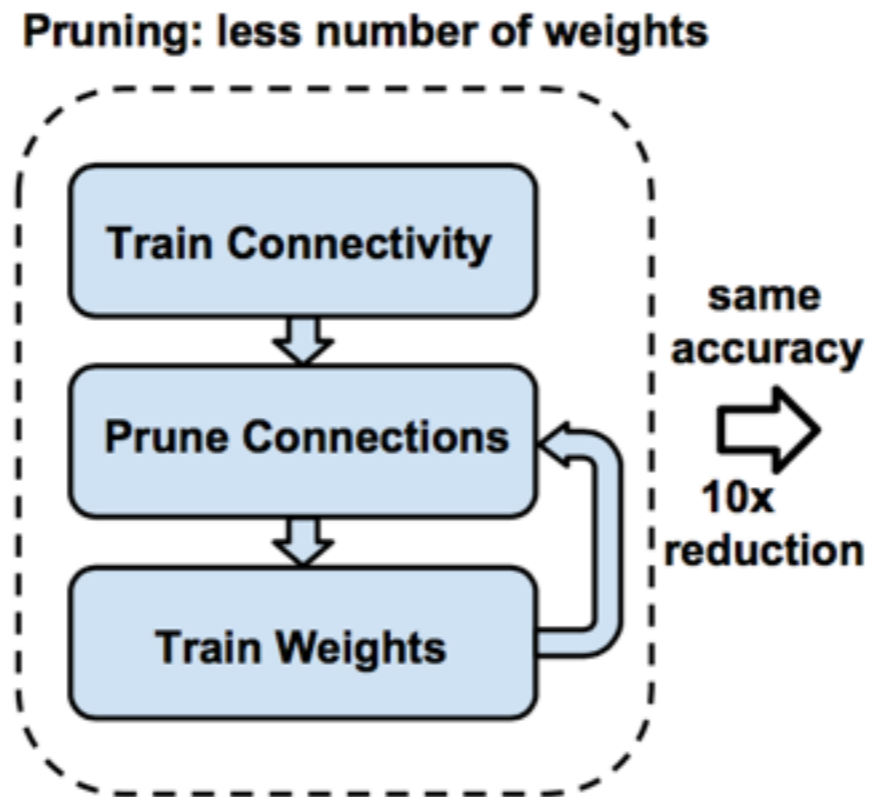 Pruning: less number of weights
Train Connectivity
Prune Connections
Train Weights
same
accuracy
10x
reduction